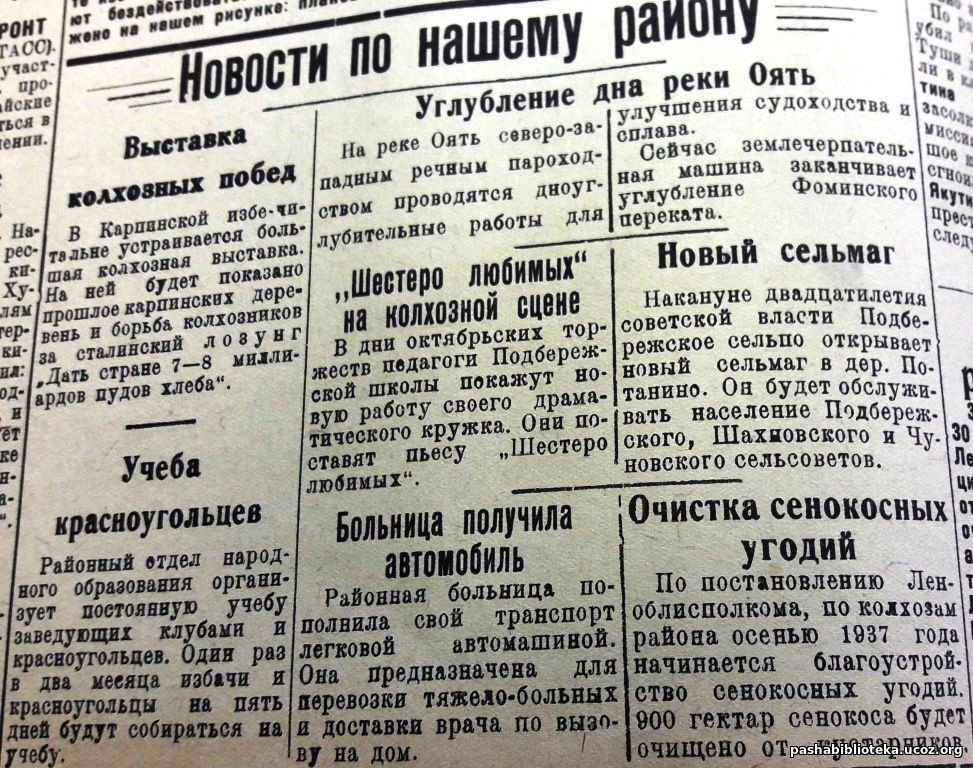 жено на нашем рисунке:
Новости по нашему району
Выставка
колхозных побед
В Карпинской избе-чи-
тальне устраивается боль-
шая колхозная выставка.
На ней будет показано
прошлое карпинских дере-
вень и борьба колхозников
за сталинский лозунг
„Дать стране 7—8 милли-
ардов пудов хлеба“.
Учеба
красноугольцев
Районный отдел народ-
ного образования органи-
зует постоянную учебу
заведующих клубами и
красноугольцев. Один раз
в два месяца избачи и
красноугольцы на пять
дней будут собираться на
учебу.
Углубление дна реки Оять
На реке Оять северо-за-
падным речным пароход-
ством проводятся дноуг-
лубительные работы для
улучшения судоходства и
сплава.
Сейчас землечерпатель-
ная машина заканчивает
углубление Фоминского
переката.
„Шестеро любимых“
на колхозной сцене
В дни октябрьских тор-
жеств педагоги Подбереж-
ской школы покажут но-
вую работу своего драма-
тического кружка. Они по-
ставят пьесу „Шестеро
любимых“.
Новый сельмаг
Накануне двадцатилетия
советской власти Подбе-
режское сельпо открывает
новый сельмаг в дер. По-
танино. Он будет обслужи-
вать население Подбереж-
ского, Шахновского и Чу-
новского сельсоветов.
Больница получила
автомобиль
Районная больница по-
полнила свой транспорт
легковой автомашиной.
Она предназначена для
перевозки тяжело-больных
и доставки врача по вызо-
ву на дом.
Очистка сенокосных
угодий
По постановлению Лен-
облисполкома, по колхозам
района осенью 1937 года
начинается благоустрой-
ство сенокосных угодий.
900 гектар сенокоса будет
очищено от кустарников.
pashabiblioteka.ucoz.org